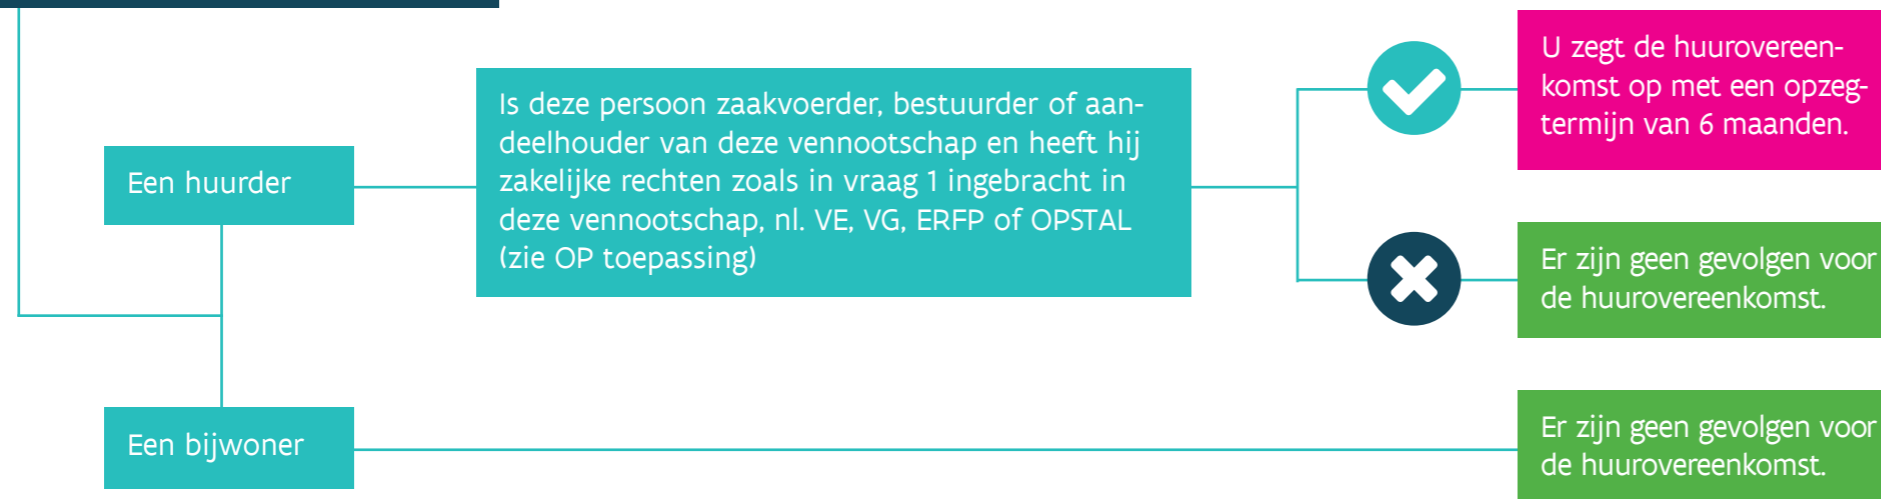 Een huurder
Is deze persoon zaakvoerder, bestuurder of aan-
deelhouder van deze vennootschap en heeft hij
zakelijke rechten zoals in vraag 1 ingebracht in
deze vennootschap, nl. VE, VG, ERFP of OPSTAL
(zie OP toepassing)
U zegt de huurovereen-
komst op met een opzeg-
termijn van 6 maanden.
Er zijn geen gevolgen voor
de huurovereenkomst.
Een bijwoner
Er zijn geen gevolgen voor
de huurovereenkomst.